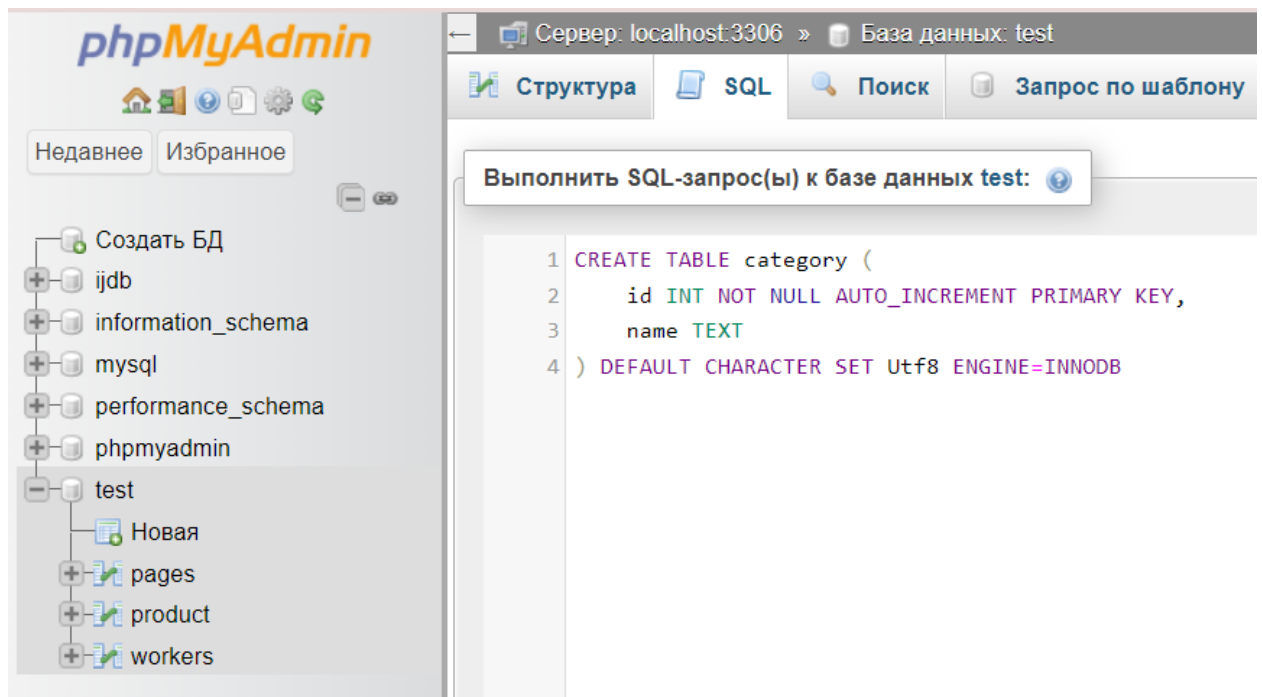 phpMyAdmin
Недавнее Избранное
Создать БД
ijdb
information_schema
mysql
performance_schema
phpmyadmin
test
Новая
pages
product
workers
← Сервер: localhost:3306 » База данных: test
Структура SQL Поиск Запрос по шаблону
Выполнить SQL-запрос(ы) к базе данных test:
1 CREATE TABLE category (
2 id INT NOT NULL AUTO_INCREMENT PRIMARY KEY,
3 name TEXT
4 ) DEFAULT CHARACTER SET Utf8 ENGINE=INNODB